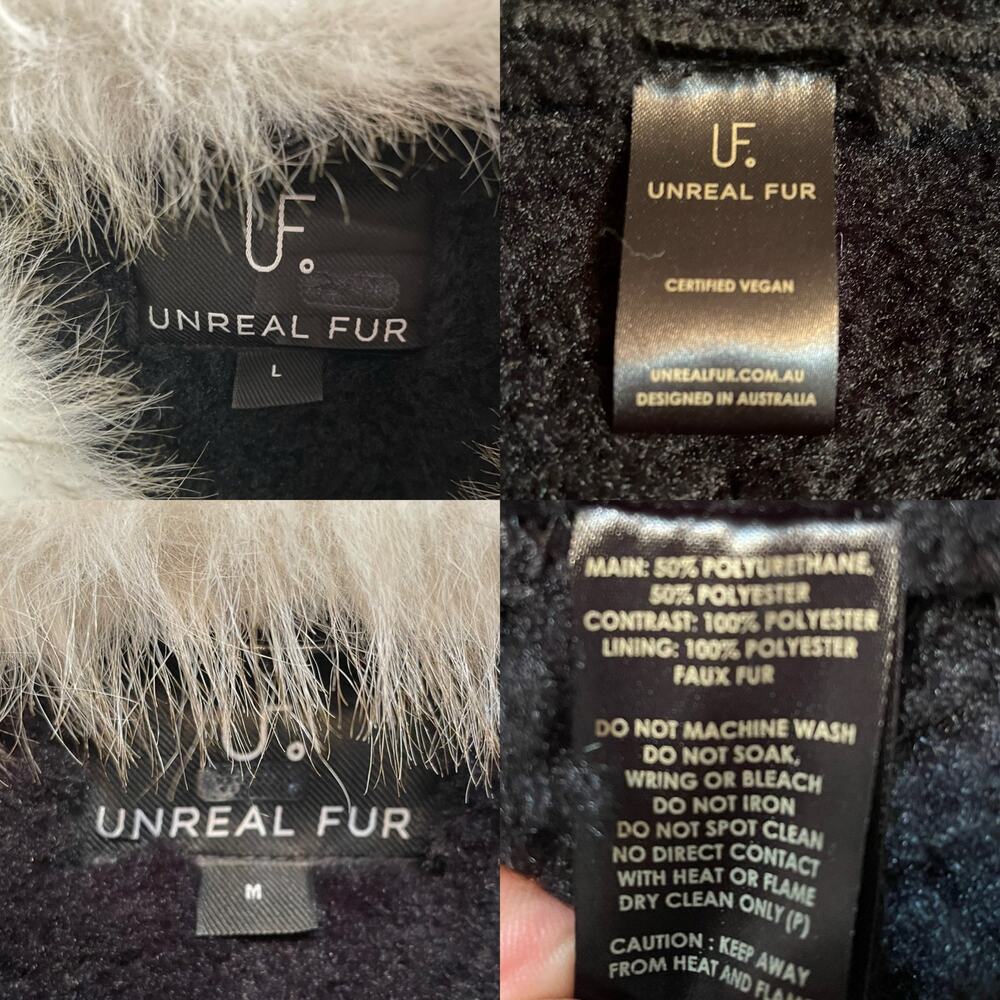 UF.
UNREAL FUR
L
UF.
UNREAL FUR
CERTIFIED VEGAN
UNREALFUR.COM.AU
DESIGNED IN AUSTRALIA
UF.
UNREAL FUR
M
MAIN: 50% POLYURETHANE,
50% POLYESTER
CONTRAST: 100% POLYESTER
LINING: 100% POLYESTER
FAUX FUR
DO NOT MACHINE WASH
DO NOT SOAK,
WRING OR BLEACH
DO NOT IRON
DO NOT SPOT CLEAN
NO DIRECT CONTACT
WITH HEAT OR FLAME
DRY CLEAN ONLY (P)
CAUTION : KEEP AWAY
FROM HEAT AND